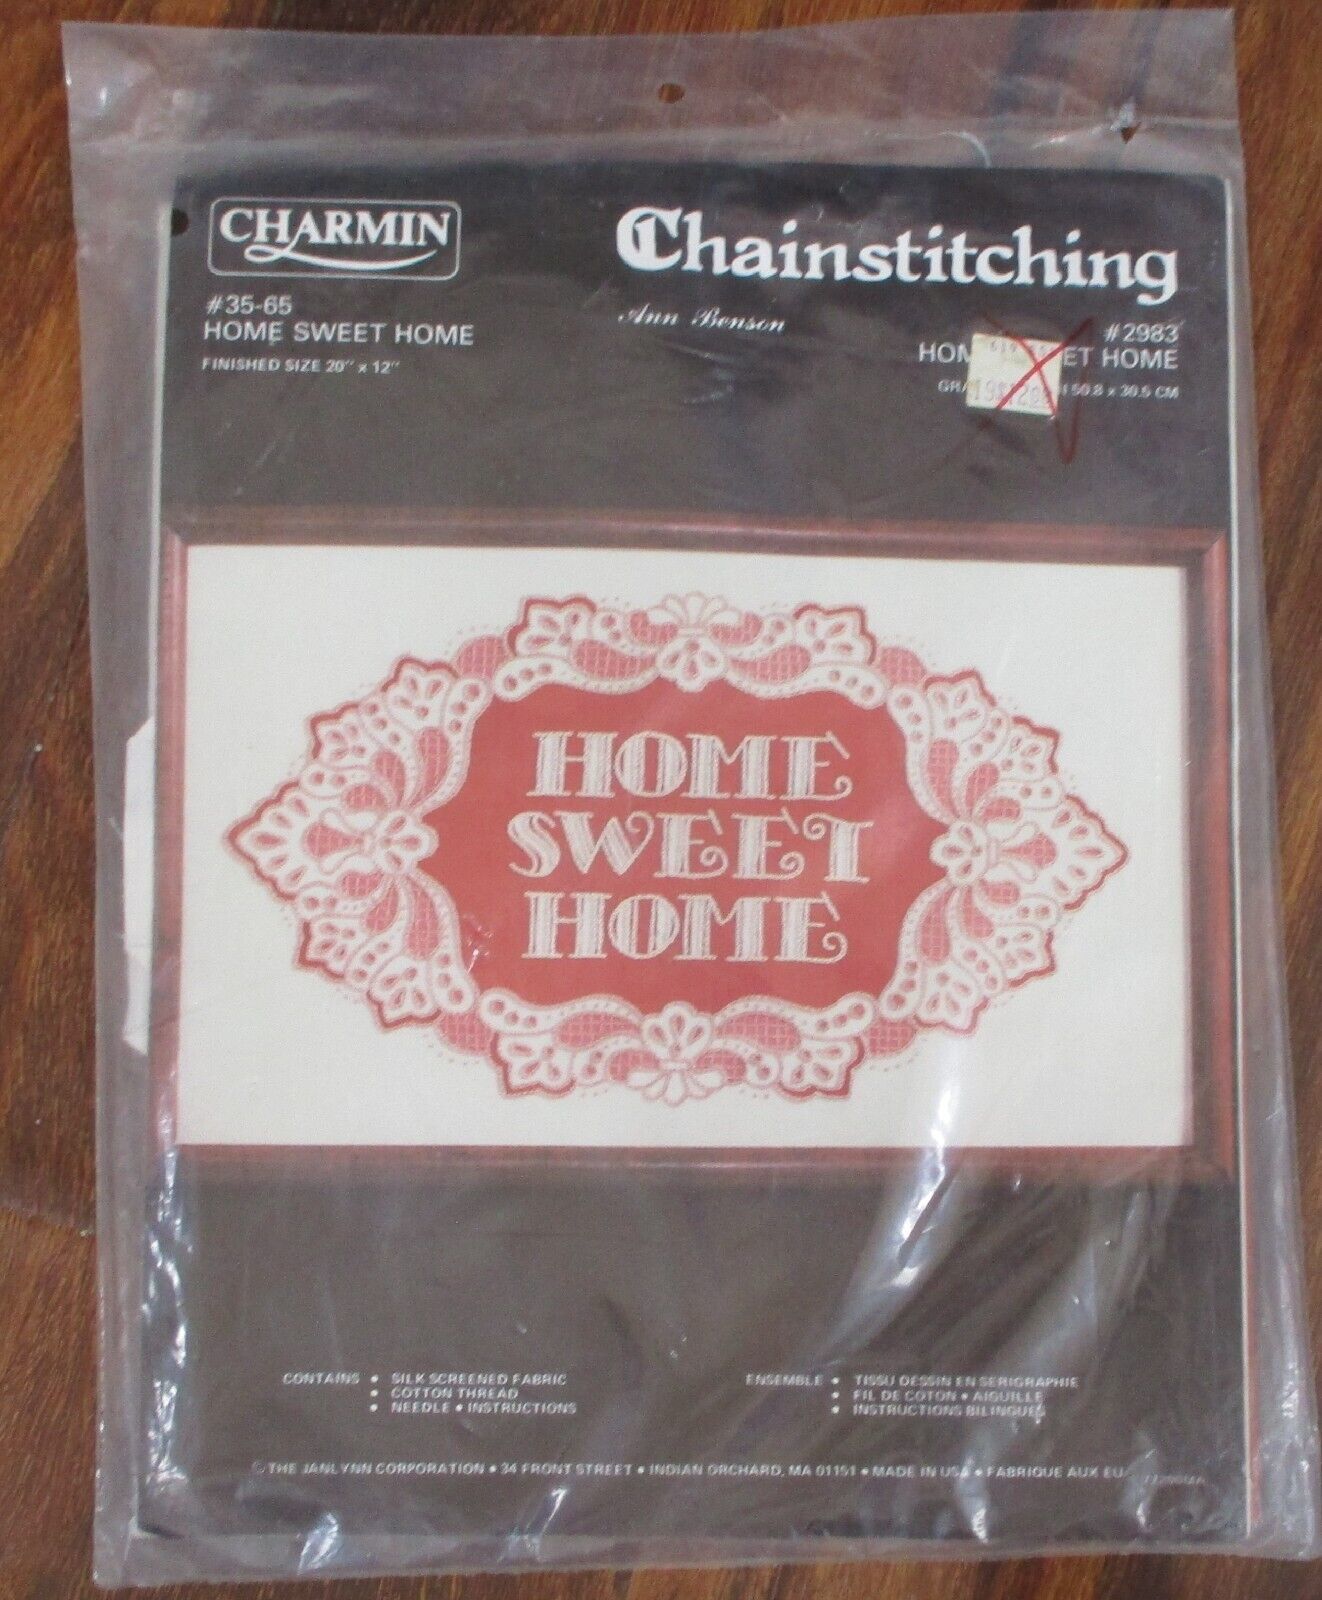 CHARMIN
Chainstitching
Ann Benson
#35-65
HOME SWEET HOME
FINISHED SIZE 20" x 12"
#2983
HOME
50.8 x 30.5 CM
HOME
SWEET
HOME
CONTAINS • SILK SCREENED FABRIC
• COTTON THREAD
• NEEDLE • INSTRUCTIONS
ENSEMBLE • TISSU DESSIN EN SERIGRAPHIE
• FIL DE COTON • AIGUILLE
• INSTRUCTIONS BILINGUES
© THE JANLYNN CORPORATION • 34 FRONT STREET • INDIAN ORCHARD, MA 01151 • MADE IN USA • FABRIQUE AUX